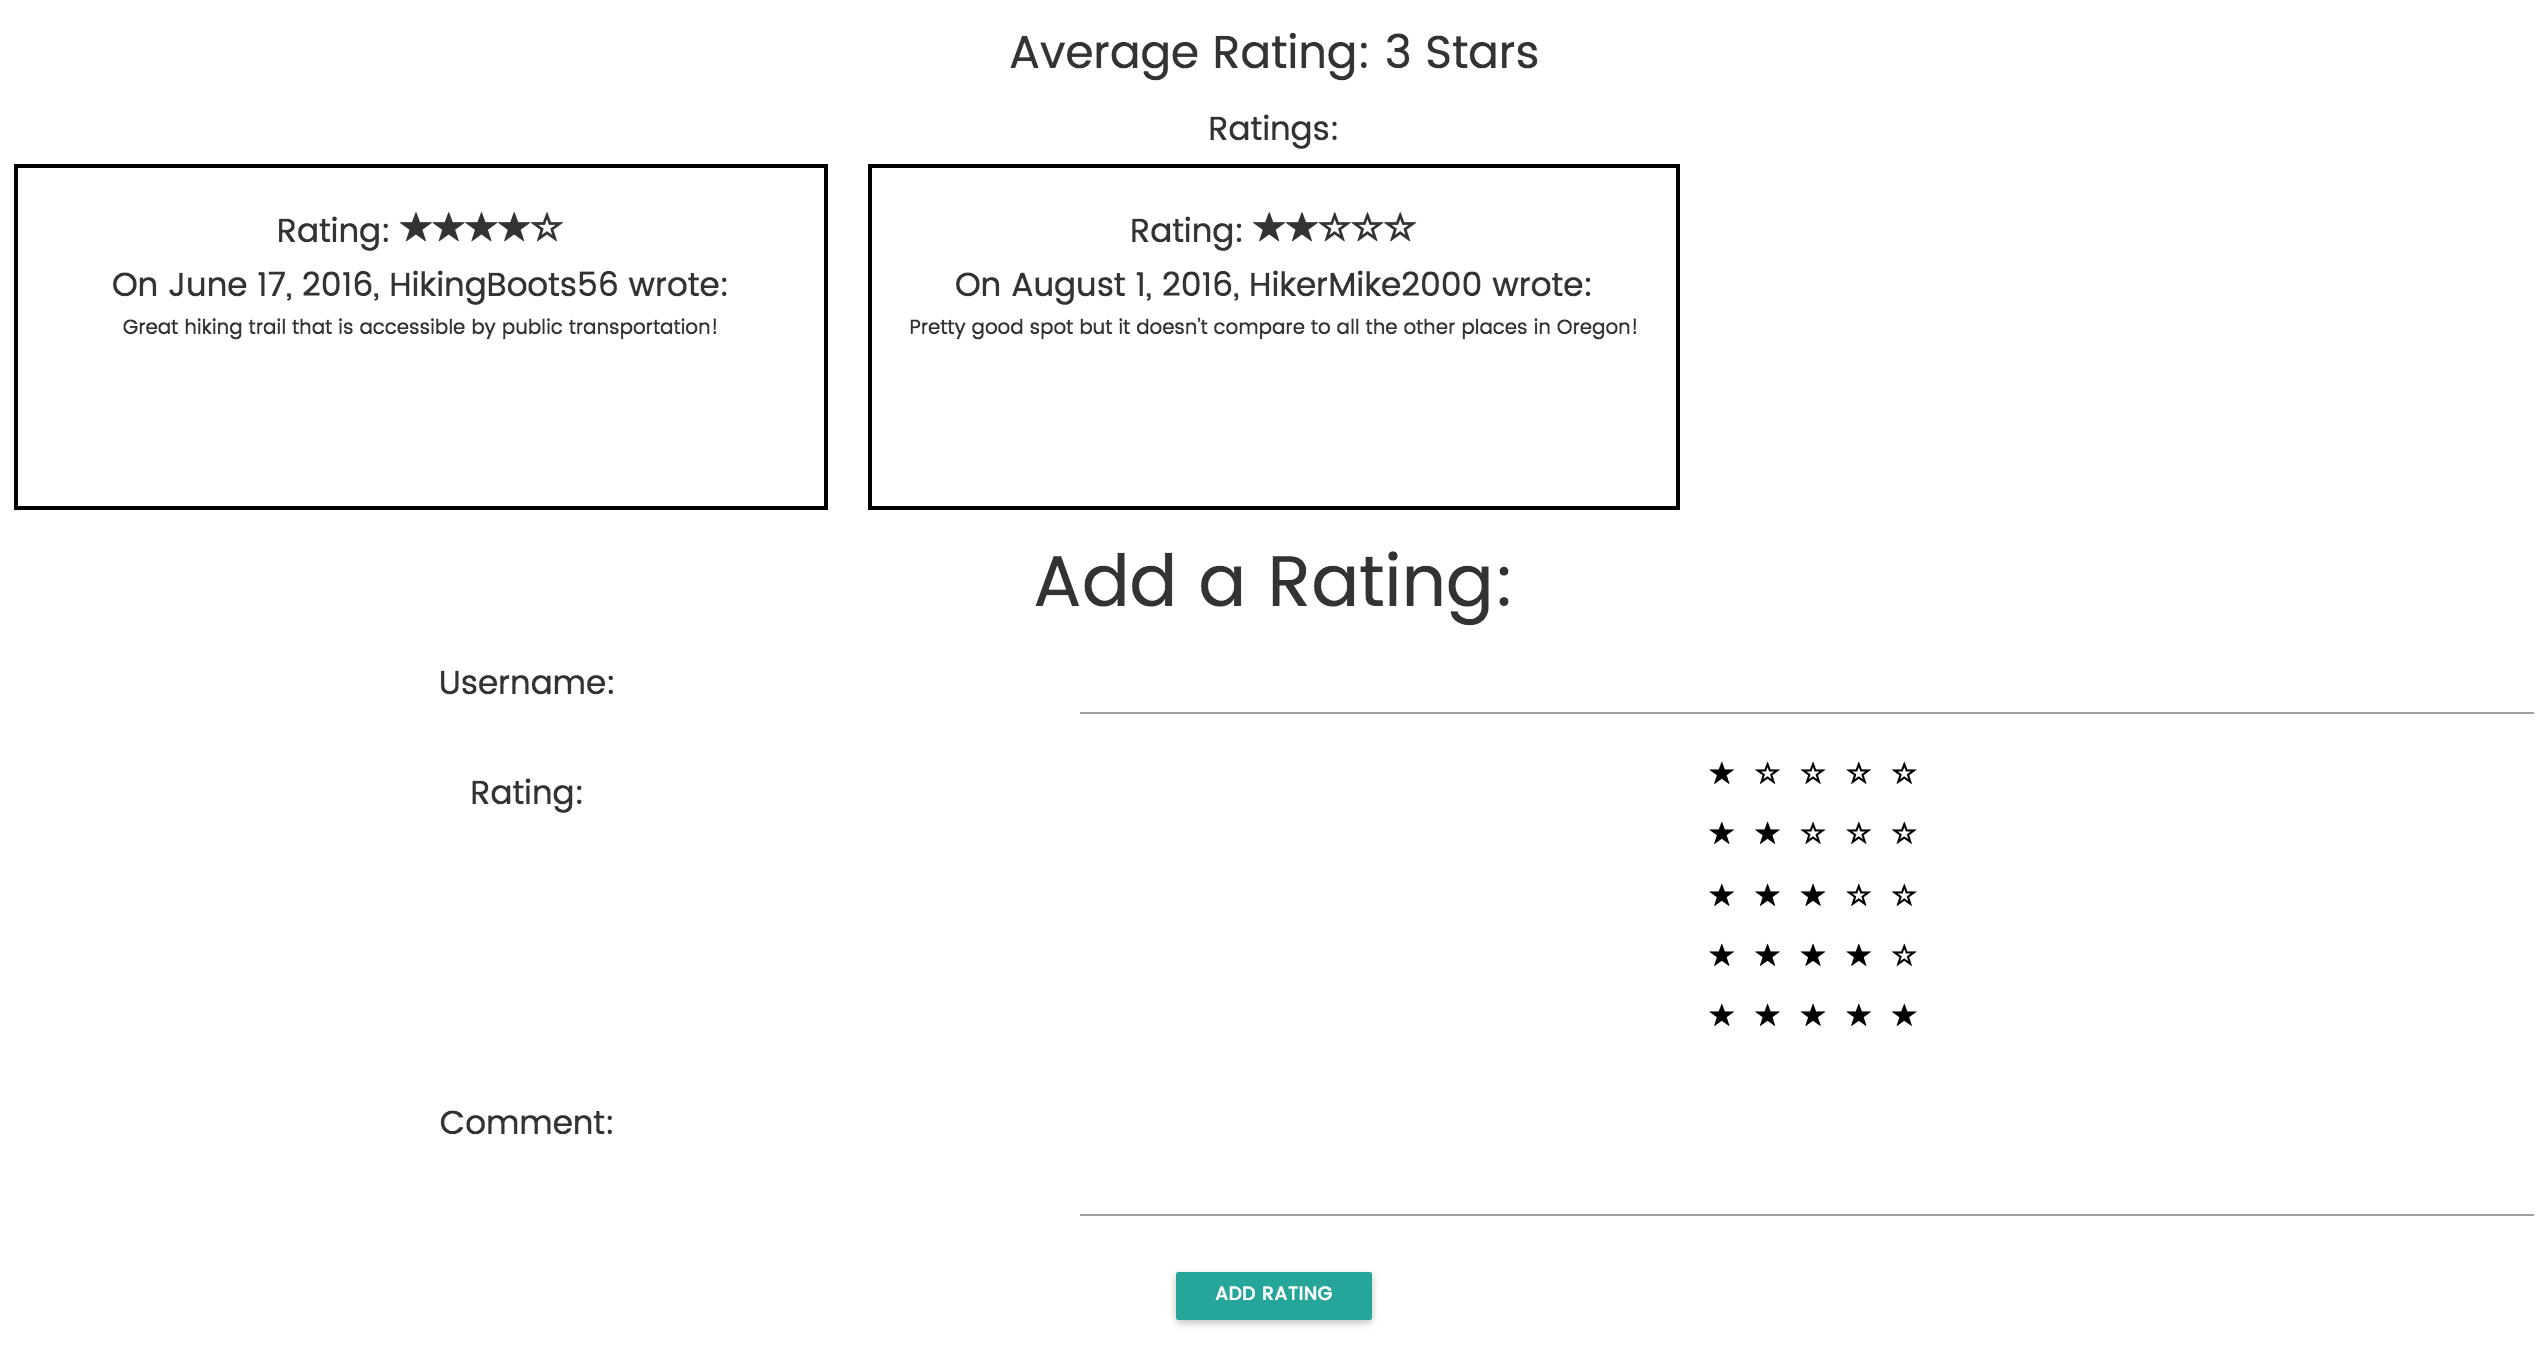 Average Rating: 3 Stars
Ratings:
Rating: ★★★★☆
On June 17, 2016, HikingBoots56 wrote:
Great hiking trail that is accessible by public transportation!
Rating: ★★☆☆☆
On August 1, 2016, HikerMike2000 wrote:
Pretty good spot but it doesn't compare to all the other places in Oregon!
Add a Rating:
Username:
Rating:
★ ☆ ☆ ☆ ☆
★ ★ ☆ ☆ ☆
★ ★ ★ ☆ ☆
★ ★ ★ ★ ☆
★ ★ ★ ★ ★
Comment:
ADD RATING